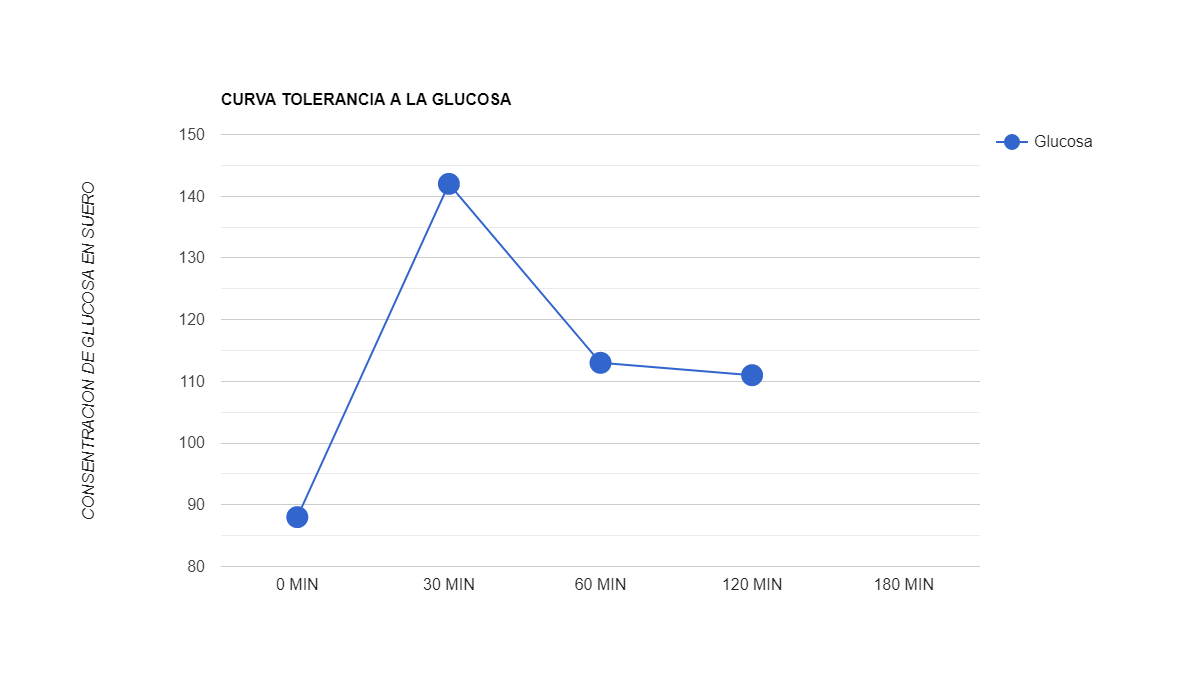 CURVA TOLERANCIA A LA GLUCOSA
Glucosa
CONSENTRACION DE GLUCOSA EN SUERO
150
140
130
120
110
100
90
80
0 MIN
30 MIN
60 MIN
120 MIN
180 MIN